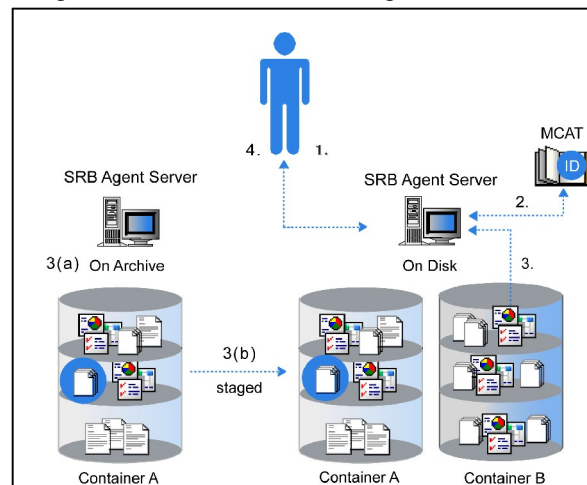 4.
1.
MCAT
ID
SRB Agent Server
SRB Agent Server
2.
3(a)
On Archive
On Disk
3.
3(b)
staged
Container A
Container A
Container B